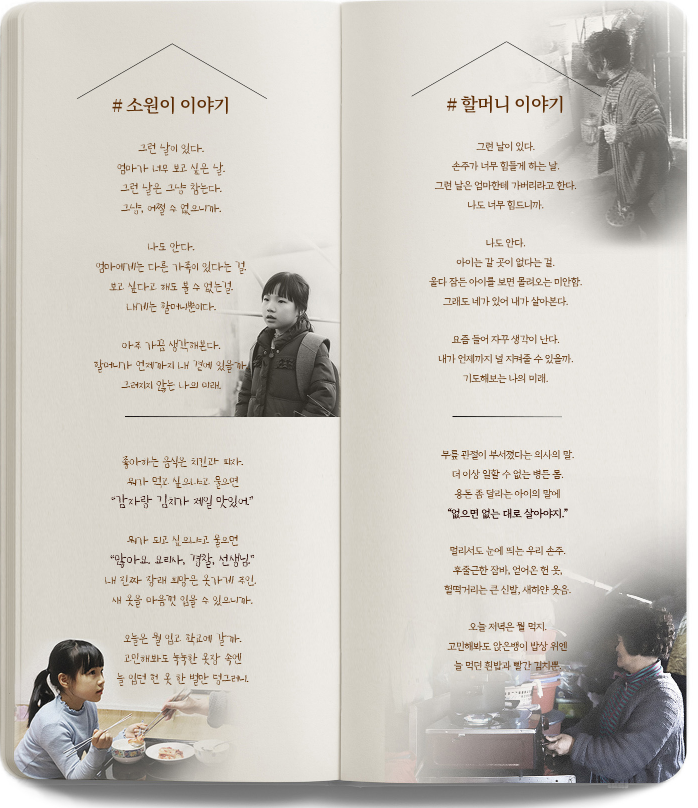 # 소원이 이야기
그런 날이 있다.
엄마가 너무 보고 싶은 날.
그런 날은 그냥 참는다.
그냥, 어쩔 수 없으니까.
나도 안다.
엄마에게는 다른 가족이 있다는 걸.
보고 싶다고 해도 볼 수 없는걸.
내게는 할머니뿐이다.
아주 가끔 생각해본다.
할머니가 언제까지 내 곁에 있을까.
그려지지 않는 나의 미래.
좋아하는 음식은 치킨과 피자.
뭐가 먹고 싶으냐고 물으면
“감자랑 김치가 제일 맛있어.”
뭐가 되고 싶으냐고 물으면
“많아요. 요리사, 경찰, 선생님.”
내 진짜 장래 희망은 옷가게 주인.
새 옷을 마음껏 입을 수 있으니까.
오늘은 뭘 입고 학교에 갈까.
고민해봐도 눅눅한 옷장 속엔
늘 입던 헌 옷 한 벌만 덩그러니.
# 할머니 이야기
그런 날이 있다.
손주가 너무 힘들게 하는 날.
그런 날은 엄마한테 가버리라고 한다.
나도 너무 힘드니까.
나도 안다.
아이는 갈 곳이 없다는 걸.
울다 잠든 아이를 보면 몰려오는 미안함.
그래도 네가 있어 내가 살아본다.
요즘 들어 자꾸 생각이 난다.
내가 언제까지 널 지켜줄 수 있을까.
기도해보는 나의 미래.
무릎 관절이 부서졌다는 의사의 말.
더 이상 일할 수 없는 병든 몸.
용돈 좀 달라는 아이의 말에
“없으면 없는 대로 살아야지.”
멀리서도 눈에 띄는 우리 손주.
후줄근한 잠바, 얻어온 헌 옷,
헐떡거리는 큰 신발, 새하얀 웃음.
오늘 저녁은 뭘 먹지.
고민해봐도 앉은뱅이 밥상 위엔
늘 먹던 흰밥과 빨간 김치뿐.